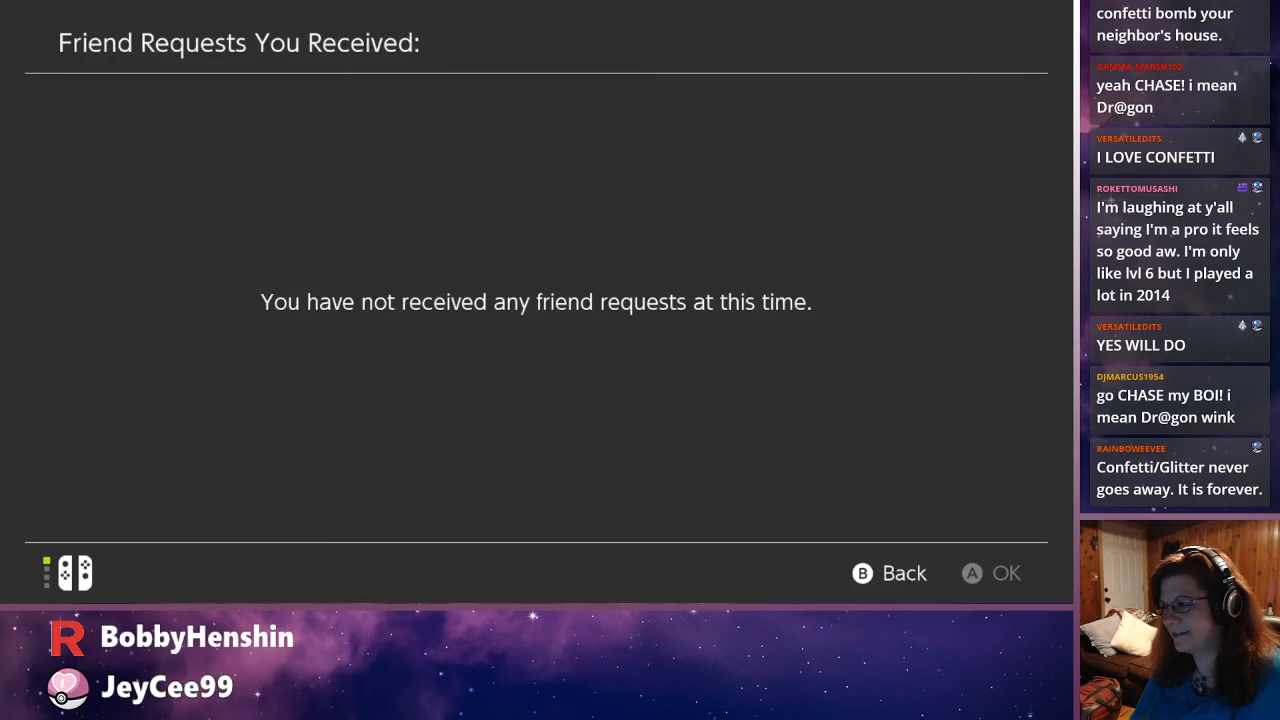 Friend Requests You Received:
You have not received any friend requests at this time.
B Back
A OK
R BobbyHenshin
JeyCee99
confetti bomb your
neighbor's house.
GAMMA_MARSH102
yeah CHASE! i mean
Dr@gon
VERSATILEDITS
I LOVE CONFETTI
ROKETTOMUSASHI
I'm laughing at y'all
saying I'm a pro it feels
so good aw. I'm only
like lvl 6 but I played a
lot in 2014
VERSATILEDITS
YES WILL DO
DJMARCUS1954
go CHASE my BOI! i
mean Dr@gon wink
RAINBOWEEVEE
Confetti/Glitter never
goes away. It is forever.